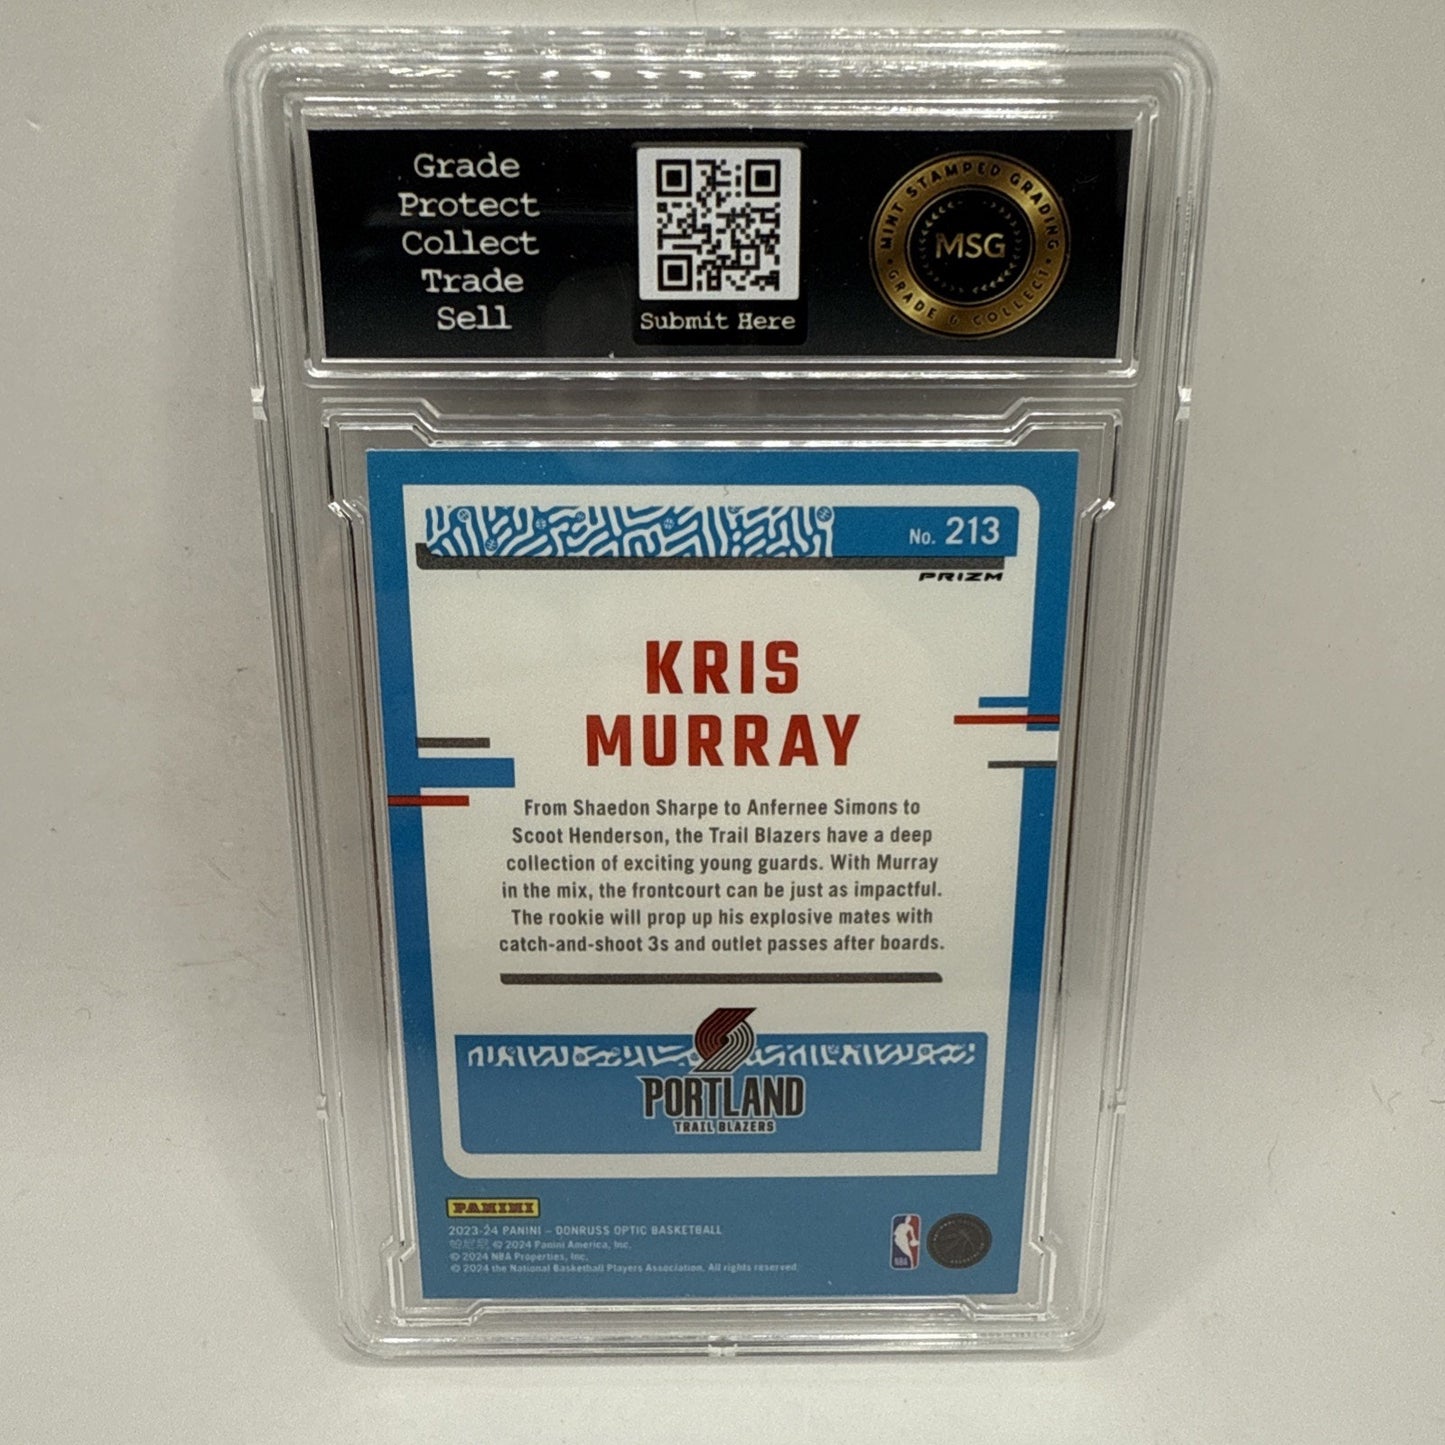 Grade
Protect
Collect
Trade
Sell
Submit Here
MINT STAMPED GRADING
MSG
GRADE & COLLECT
No. 213
PRIZM
KRIS
MURRAY
From Shaedon Sharpe to Anfernee Simons to
Scoot Henderson, the Trail Blazers have a deep
collection of exciting young guards. With Murray
in the mix, the frontcourt can be just as impactful.
The rookie will prop up his explosive mates with
catch-and-shoot 3s and outlet passes after boards.
PORTLAND
TRAIL BLAZERS
PANINI
2023-24 PANINI – DONRUSS OPTIC BASKETBALL
© 2024 Panini America, Inc.
© 2024 NBA Properties, Inc.
© 2024 the National Basketball Players Association. All rights reserved.
NBA